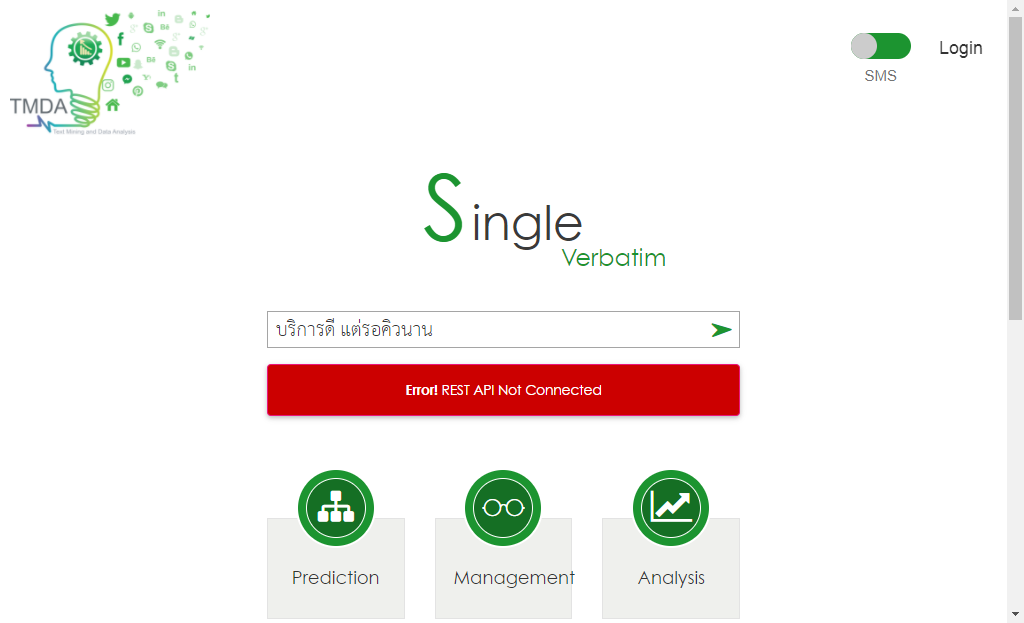 TMDA
Text Mining and Data Analysis
Login
SMS
Single
Verbatim
บริการดี แต่รอคิวนาน
Error! REST API Not Connected
Prediction
Management
Analysis